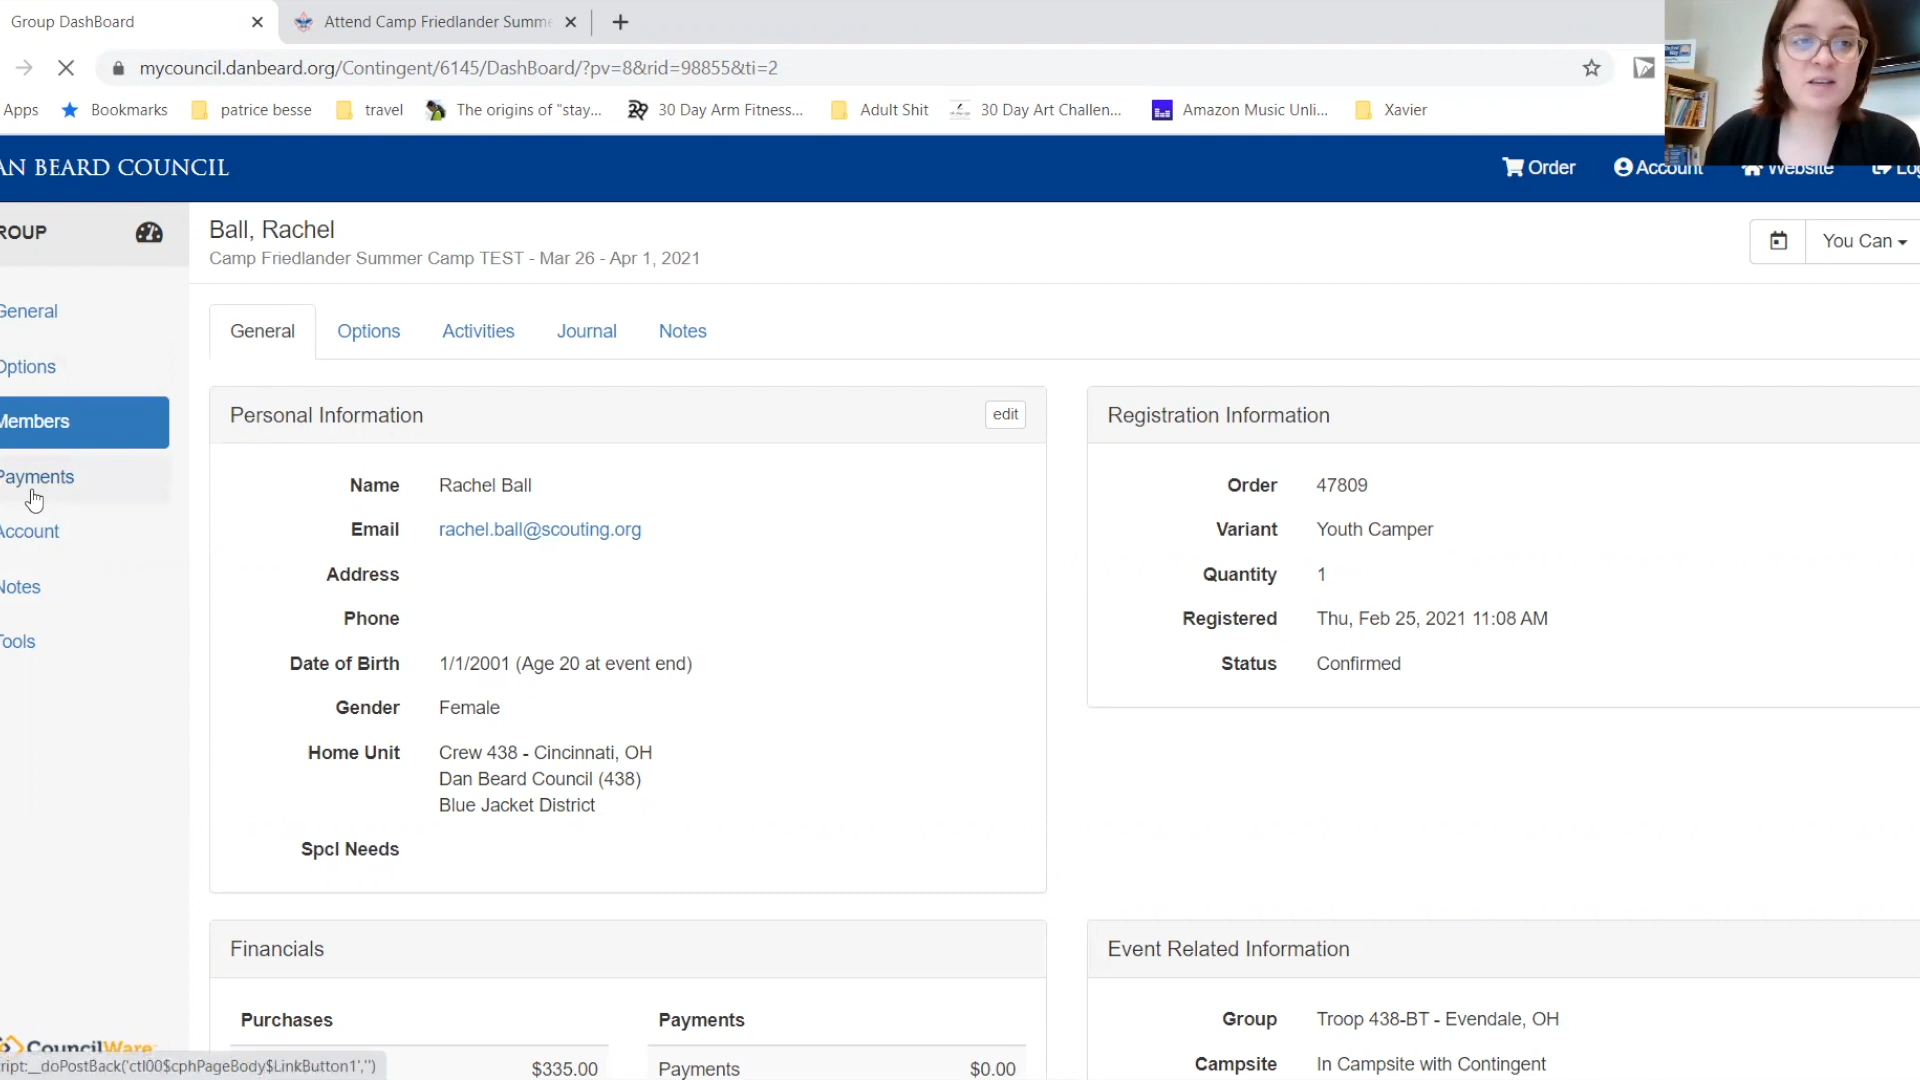 Group DashBoard
Attend Camp Friedlander Summe
mycouncil.danbeard.org/Contingent/6145/DashBoard/?pv=8&rid=98855&ti=2
Apps Bookmarks patrice besse travel The origins of "stay... 30 Day Arm Fitness... Adult Shit 30 Day Art Challen... Amazon Music Unli... Xavier
AN BEARD COUNCIL
Order Account Website Log
ROUP
Ball, Rachel
Camp Friedlander Summer Camp TEST - Mar 26 - Apr 1, 2021
You Can
General
Options
Members
Payments
Account
Notes
Tools
General Options Activities Journal Notes
Personal Information
edit
Name Rachel Ball
Email rachel.ball@scouting.org
Address
Phone
Date of Birth 1/1/2001 (Age 20 at event end)
Gender Female
Home Unit Crew 438 - Cincinnati, OH
Dan Beard Council (438)
Blue Jacket District
Spcl Needs
Registration Information
Order 47809
Variant Youth Camper
Quantity 1
Registered Thu, Feb 25, 2021 11:08 AM
Status Confirmed
Financials
Purchases Payments
$335.00 Payments $0.00
Event Related Information
Group Troop 438-BT - Evendale, OH
Campsite In Campsite with Contingent
CouncilWare
ript:__doPostBack('ctl00$cphPageBody$LinkButton1','')